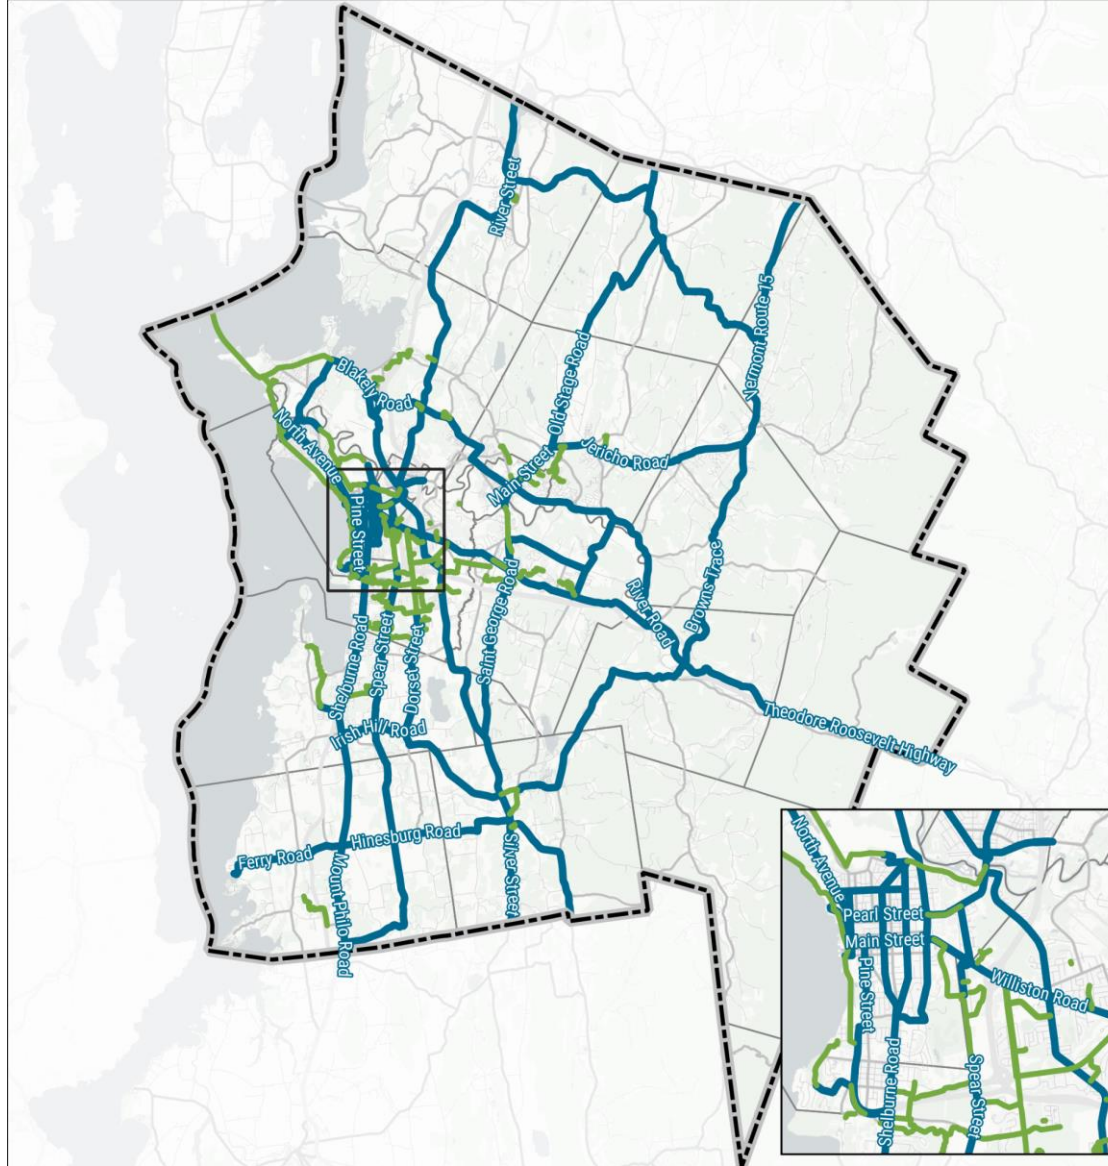 River Street
Vermont Route 15
Old Stage Road
Blakely Road
North Avenue
Main Street
Jericho Road
Pine Street
Saint George Road
River Road
Browns Trace
Shelburne Road
Spear Street
Dorset Street
Irish Hill Road
Theodore Roosevelt Highway
Ferry Road
Hinesburg Road
Mount Philo Road
Silver Street
North Avenue
Pearl Street
Main Street
Pine Street
Williston Road
Shelburne Road
Spear Street